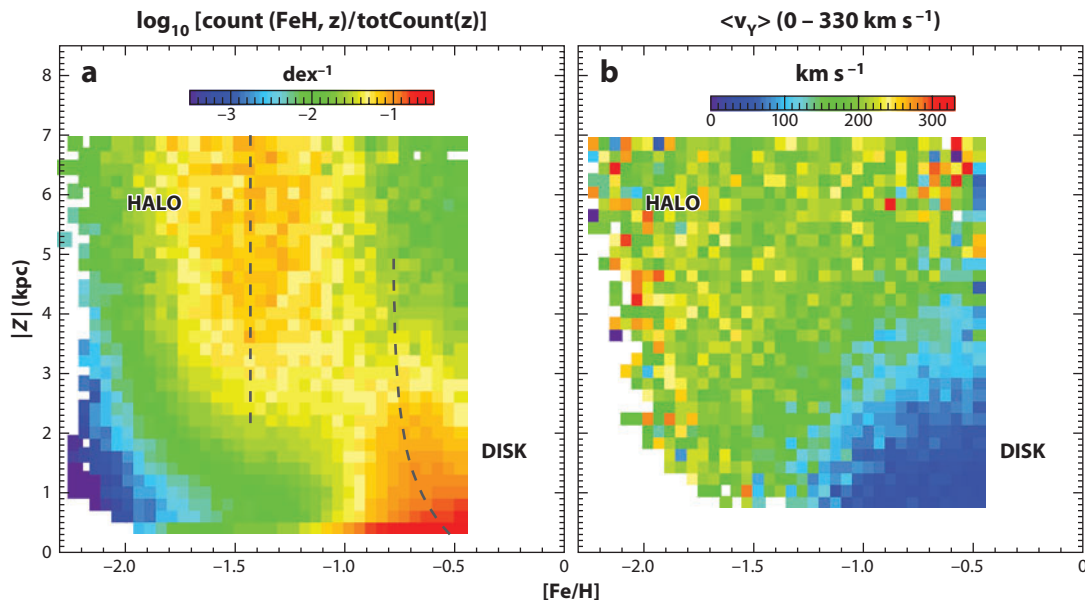 log₁₀ [count (FeH, z)/totCount(z)]
<v_Y> (0 – 330 km s⁻¹)
a
dex⁻¹
−3
−2
−1
b
km s⁻¹
0
100
200
300
8
7
6
5
4
3
2
1
0
|Z| (kpc)
HALO
DISK
HALO
DISK
−2.0
−1.5
−1.0
−0.5
−2.0
−1.5
−1.0
−0.5
0
[Fe/H]